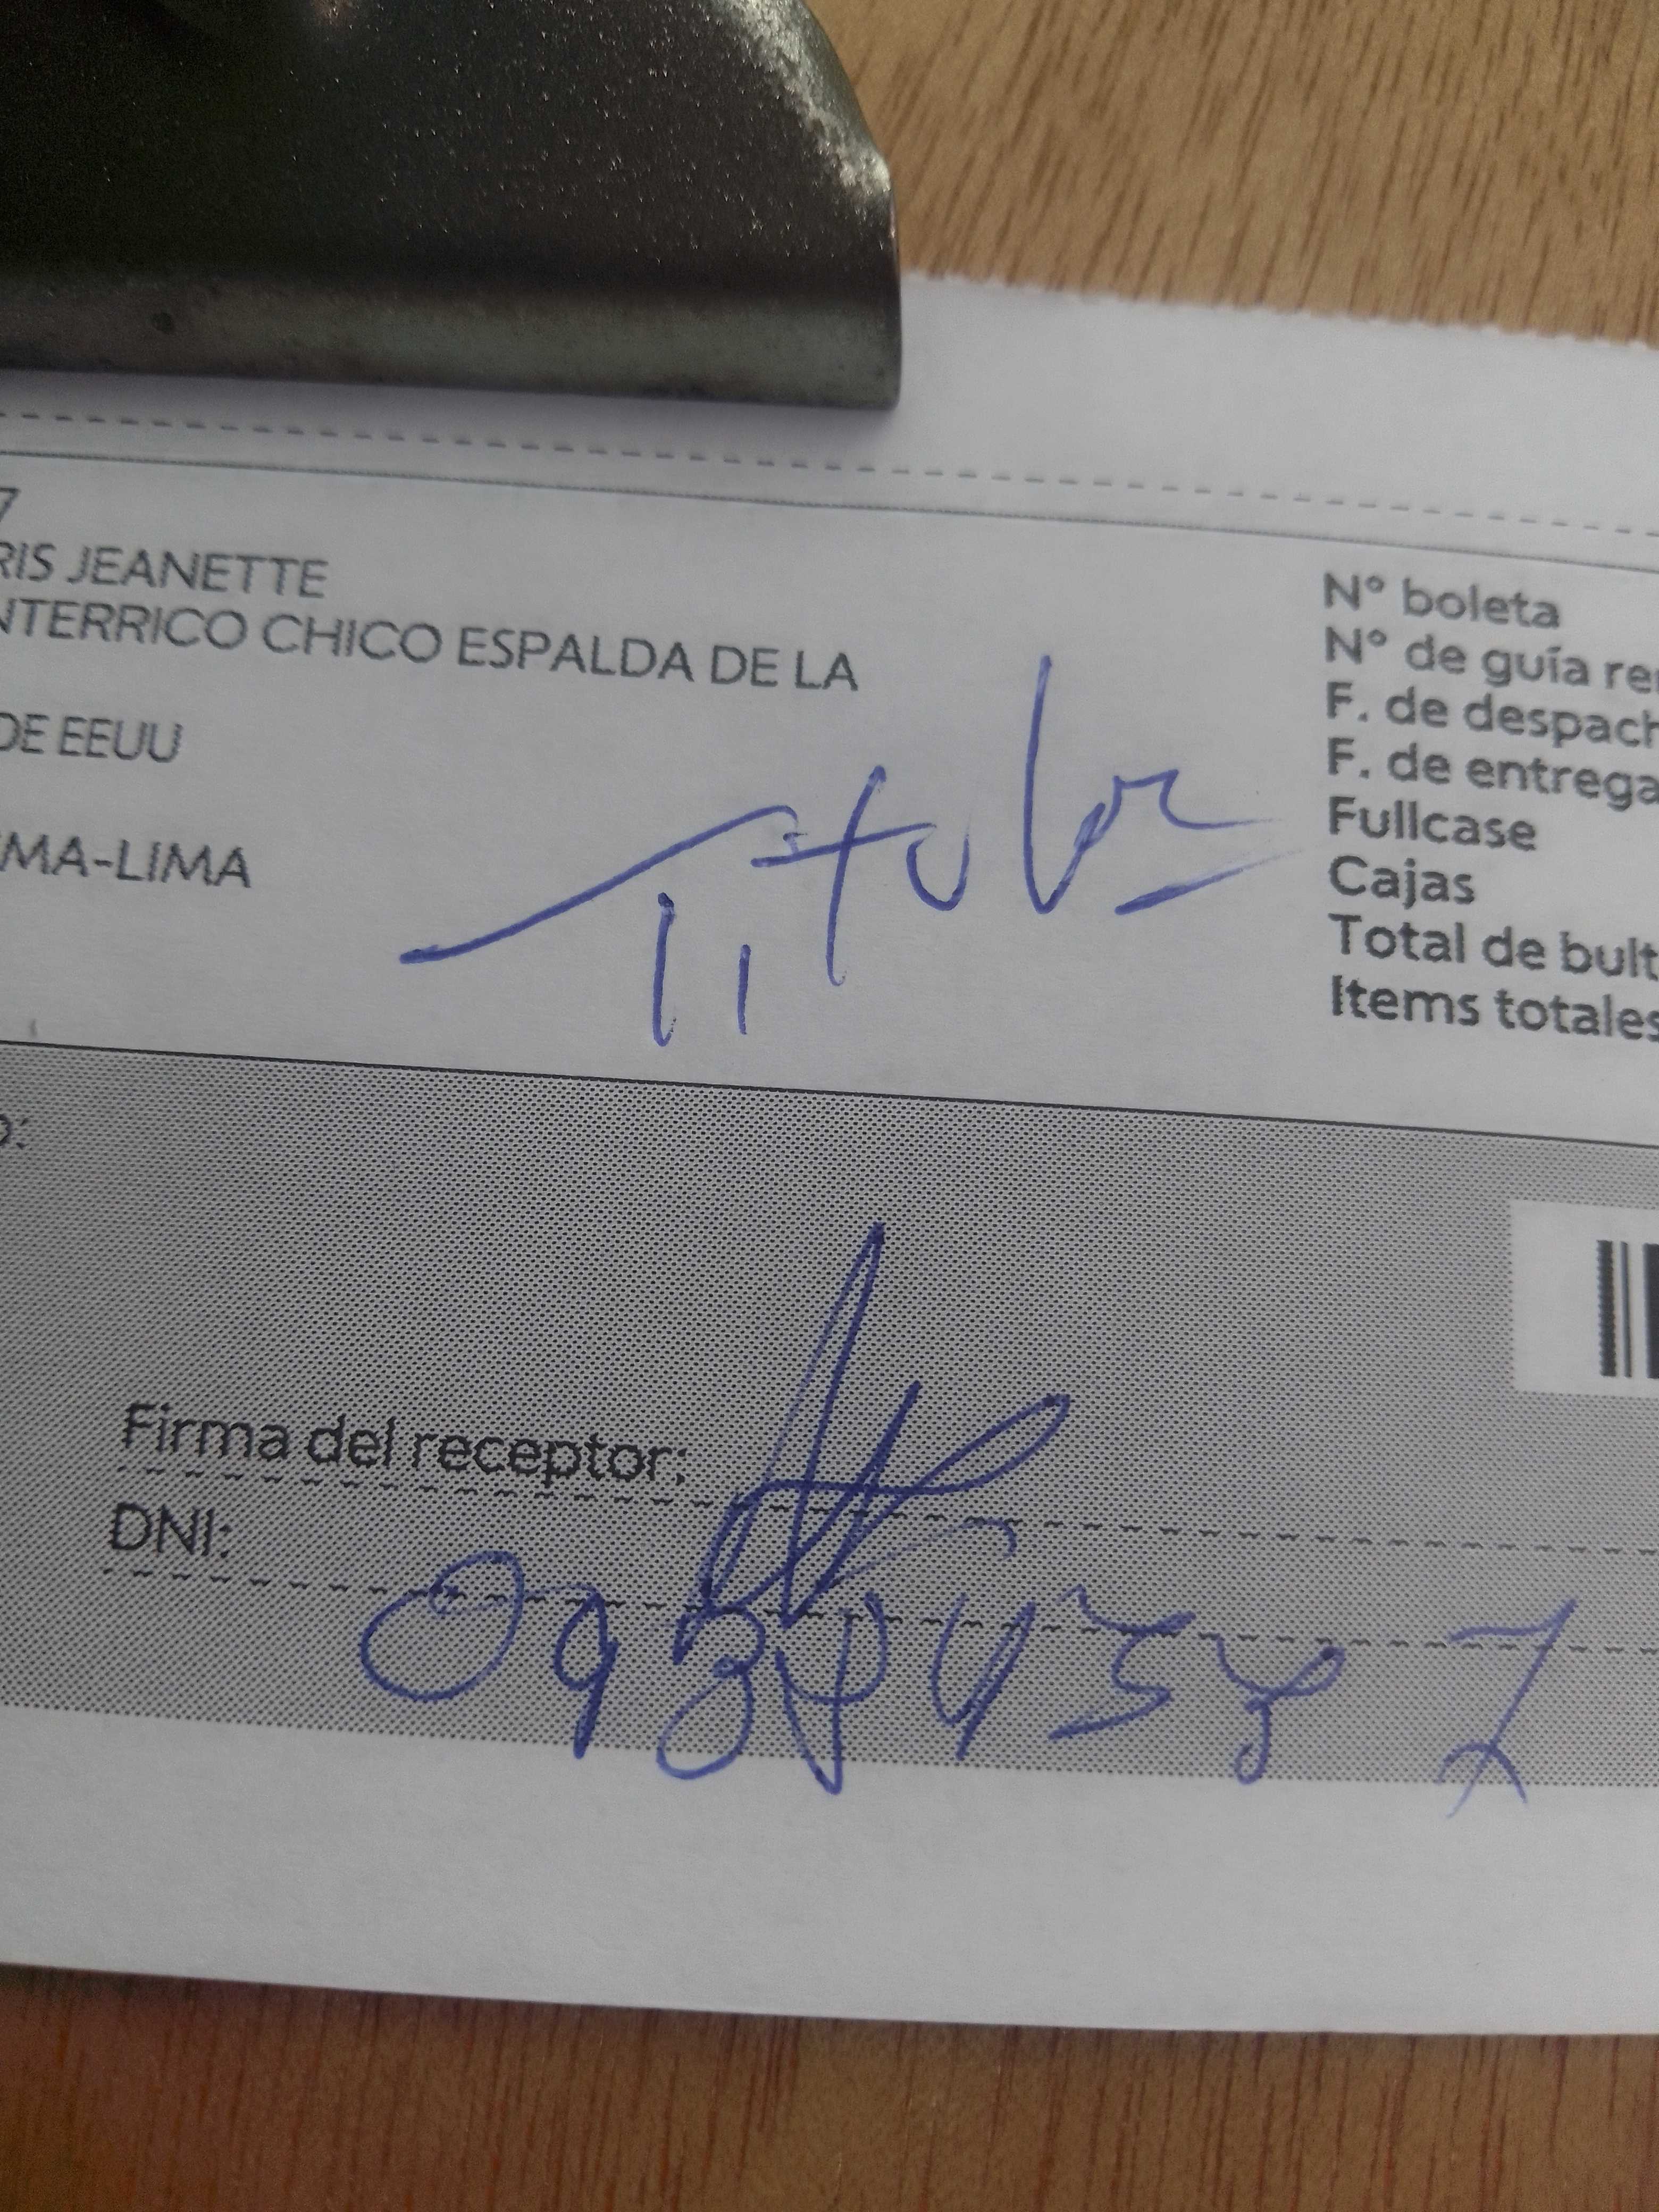 7
RIS JEANETTE
NTERRICO CHICO ESPALDA DE LA
DE EEUU
MA-LIMA
Titular
N° boleta
N° de guía re
F. de despach
F. de entrega
Fullcase
Cajas
Total de bult
Items totales
o:
Firma del receptor:
DNI: